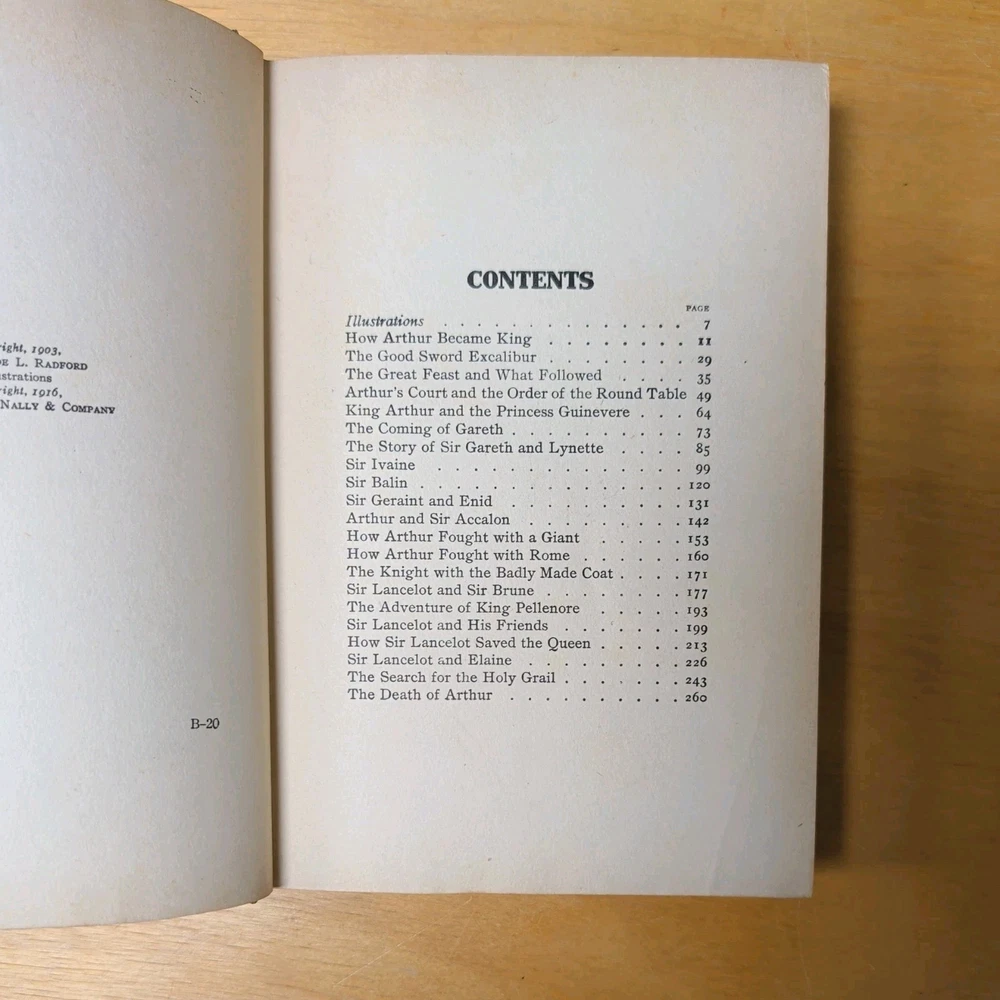 right, 1903,
DE L. RADFORD
ustrations
right, 1916,
NALLY & COMPANY
B-20
CONTENTS
PAGE
Illustrations . . . . . . . . . . . . . . 7
How Arthur Became King . . . . . . . . 11
The Good Sword Excalibur . . . . . . . . 29
The Great Feast and What Followed . . . . 35
Arthur's Court and the Order of the Round Table 49
King Arthur and the Princess Guinevere . . . 64
The Coming of Gareth . . . . . . . . . . 73
The Story of Sir Gareth and Lynette . . . . 85
Sir Ivaine . . . . . . . . . . . . . . 99
Sir Balin . . . . . . . . . . . . . . . 120
Sir Geraint and Enid . . . . . . . . . . 131
Arthur and Sir Accalon . . . . . . . . . 142
How Arthur Fought with a Giant . . . . . 153
How Arthur Fought with Rome . . . . . . 160
The Knight with the Badly Made Coat . . . . 171
Sir Lancelot and Sir Brune . . . . . . . . 177
The Adventure of King Pellenore . . . . . 193
Sir Lancelot and His Friends . . . . . . . 199
How Sir Lancelot Saved the Queen . . . . . 213
Sir Lancelot and Elaine . . . . . . . . . 226
The Search for the Holy Grail . . . . . . . 243
The Death of Arthur . . . . . . . . . . 260